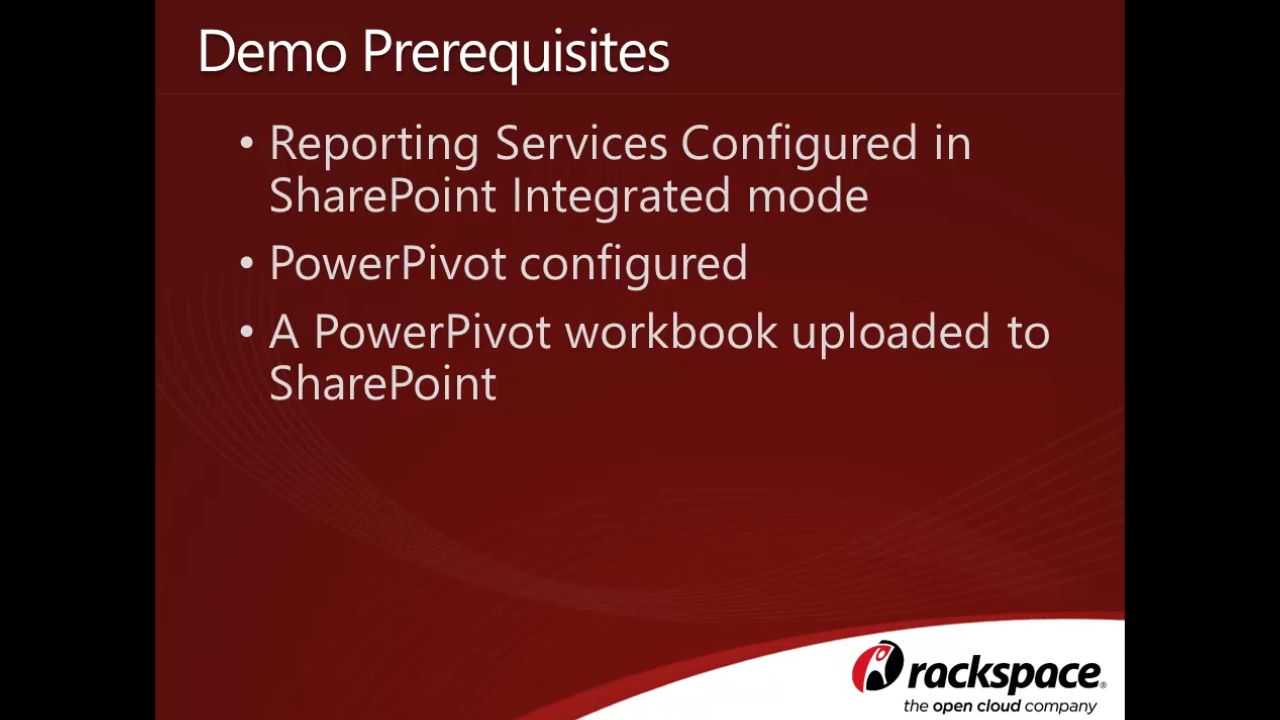 Demo Prerequisites
• Reporting Services Configured in
SharePoint Integrated mode
• PowerPivot configured
• A PowerPivot workbook uploaded to
SharePoint
rackspace®
the open cloud company